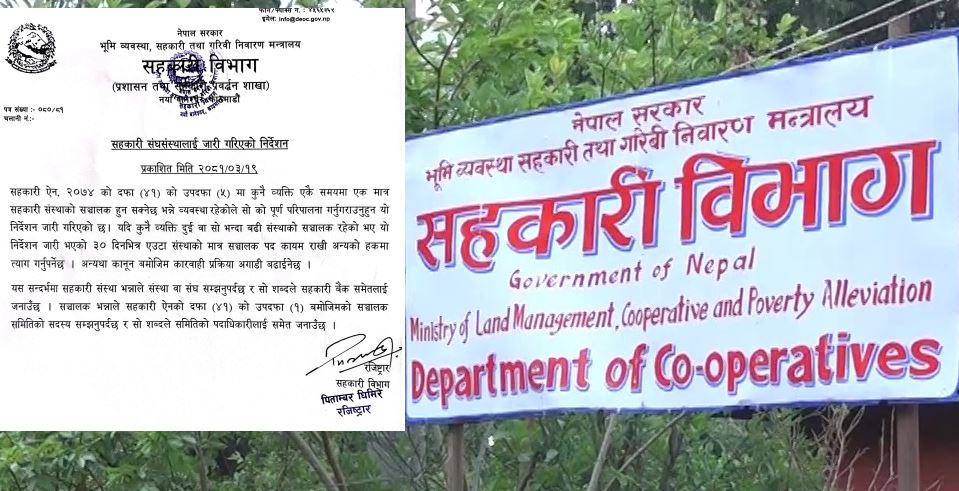 फोन/फ्याक्स नं.
इमेल: info@deoc.gov.np
नेपाल सरकार
भूमि व्यवस्था, सहकारी तथा गरिवी निवारण मन्त्रालय
सहकारी विभाग
(प्रशासन तथा सहकारी प्रवर्द्धन शाखा)
पत्र संख्या :- ०८०/८१
चलानी नं.:-
सहकारी संघसंस्थालाई जारी गरिएको निर्देशन
प्रकाशित मिति २०८१/०३/१९
सहकारी ऐन, २०७४ को दफा (४१) को उपदफा (५) मा कुनै व्यक्ति एकै समयमा एक मात्र
सहकारी संस्थाको सञ्चालक हुन सक्नेछ भन्ने व्यवस्था रहेकोले सो को पूर्ण परिपालना गर्नुगराउनुहुन यो
निर्देशन जारी गरिएको छ। यदि कुनै व्यक्ति दुई वा सो भन्दा बढी संस्थाको सञ्चालक रहेको भए यो
निर्देशन जारी भएको ३० दिनभित्र एउटा संस्थाको मात्र सञ्चालक पद कायम राखी अन्यको हकमा
त्याग गर्नुपर्नेछ । अन्यथा कानून बमोजिम कारवाही प्रक्रिया अगाडी बढाईनेछ ।
यस सन्दर्भमा सहकारी संस्था भन्नाले संस्था वा संघ सम्झनुपर्दछ र सो शब्दले सहकारी बैंक समेतलाई
जनाउँछ । सञ्चालक भन्नाले सहकारी ऐनको दफा (४१) को उपदफा (१) बमोजिमको सञ्चालक
समितिको सदस्य सम्झनुपर्दछ र सो शब्दले समितिको पदाधिकारीलाई समेत जनाउँछ ।
रजिष्ट्रार
सहकारी विभाग
पिताम्बर घिमिरे
रजिष्ट्रार
नेपाल सरकार
भूमि व्यवस्था सहकारी तथा गरिबी निवारण मन्त्रालय
सहकारी विभाग
Government of Nepal
Ministry of Land Management, Cooperative and Poverty Alleviation
Department of Co-operatives